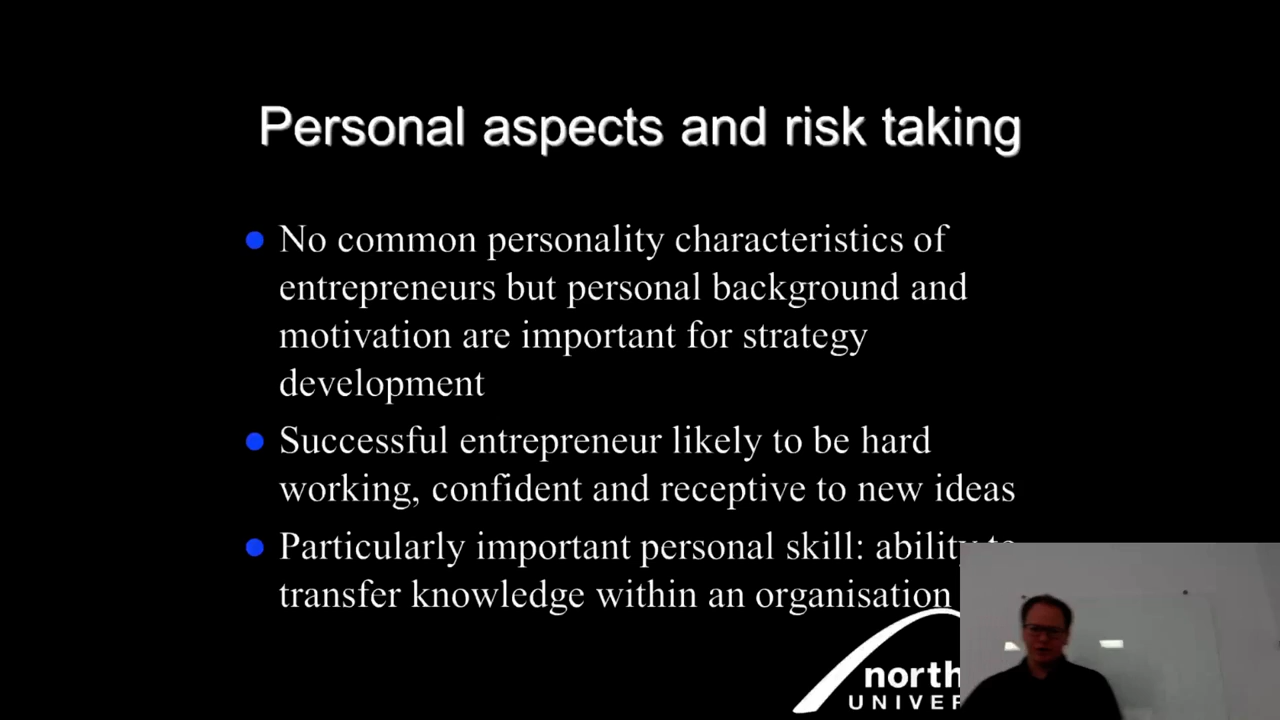 Personal aspects and risk taking
No common personality characteristics of
entrepreneurs but personal background and
motivation are important for strategy
development
Successful entrepreneur likely to be hard
working, confident and receptive to new ideas
Particularly important personal skill: ability to
transfer knowledge within an organisation
north
UNIVER